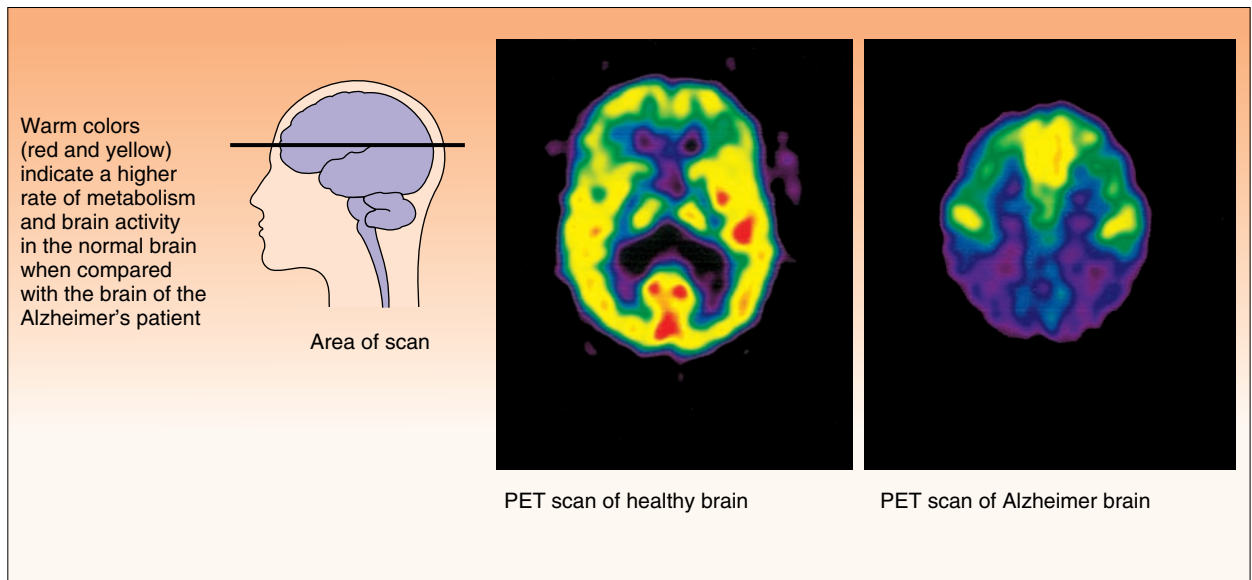 Warm colors
(red and yellow)
indicate a higher
rate of metabolism
and brain activity
in the normal brain
when compared
with the brain of the
Alzheimer's patient
Area of scan
PET scan of healthy brain
PET scan of Alzheimer brain